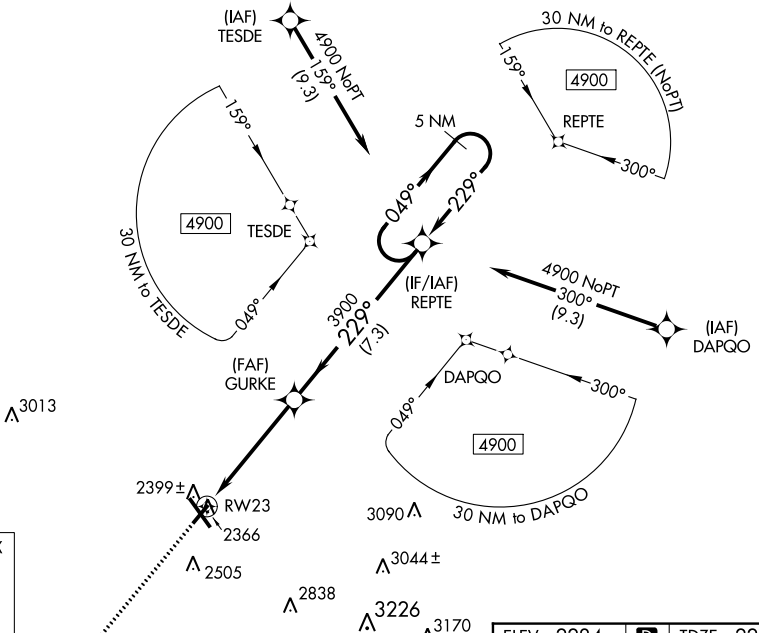 (IAF)
TESDE
4900 NoPT
159°
(9.3)
30 NM to REPTE (NoPT)
159°
4900
REPTE
300°
5 NM
049°
229°
159°
4900
TESDE
30 NM to TESDE
049°
(IF/IAF)
REPTE
4900 NoPT
300°
(9.3)
(IAF)
DAPQO
3900
229°
(7.3)
(FAF)
GURKE
DAPQO
300°
049°
4900
30 NM to DAPQO
3013
2399±
RW23
2366
2505
3090
3044±
2838
3226
3170
ELEV
D
TDZE